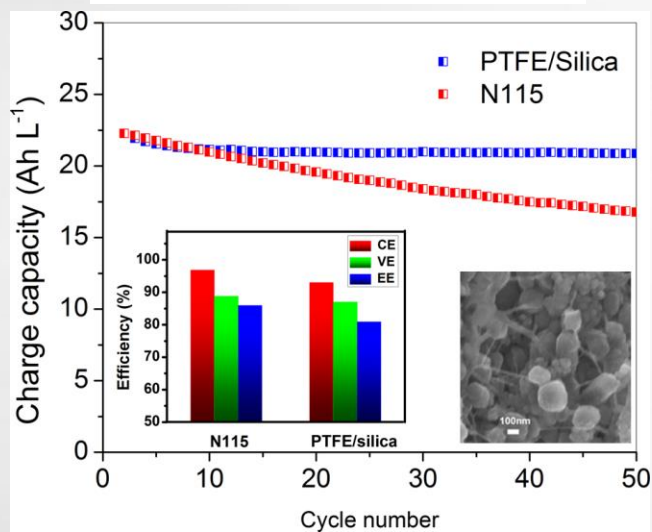 Charge capacity (Ah L⁻¹)
30
25
20
15
10
5
0
PTFE/Silica
N115
Efficiency (%)
100
90
80
70
60
50
CE
VE
EE
N115 PTFE/silica
100nm
0 10 20 30 40 50
Cycle number